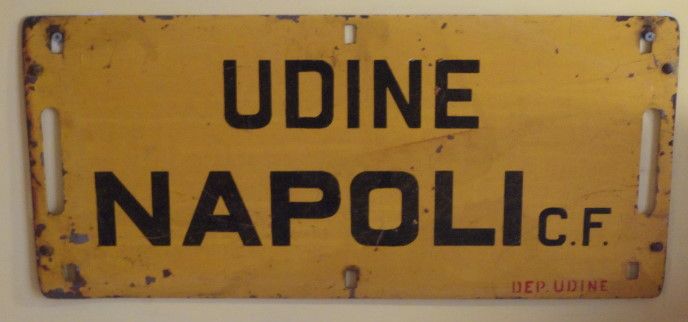 UDINE
NAPOLI C.F.
DEP. UDINE